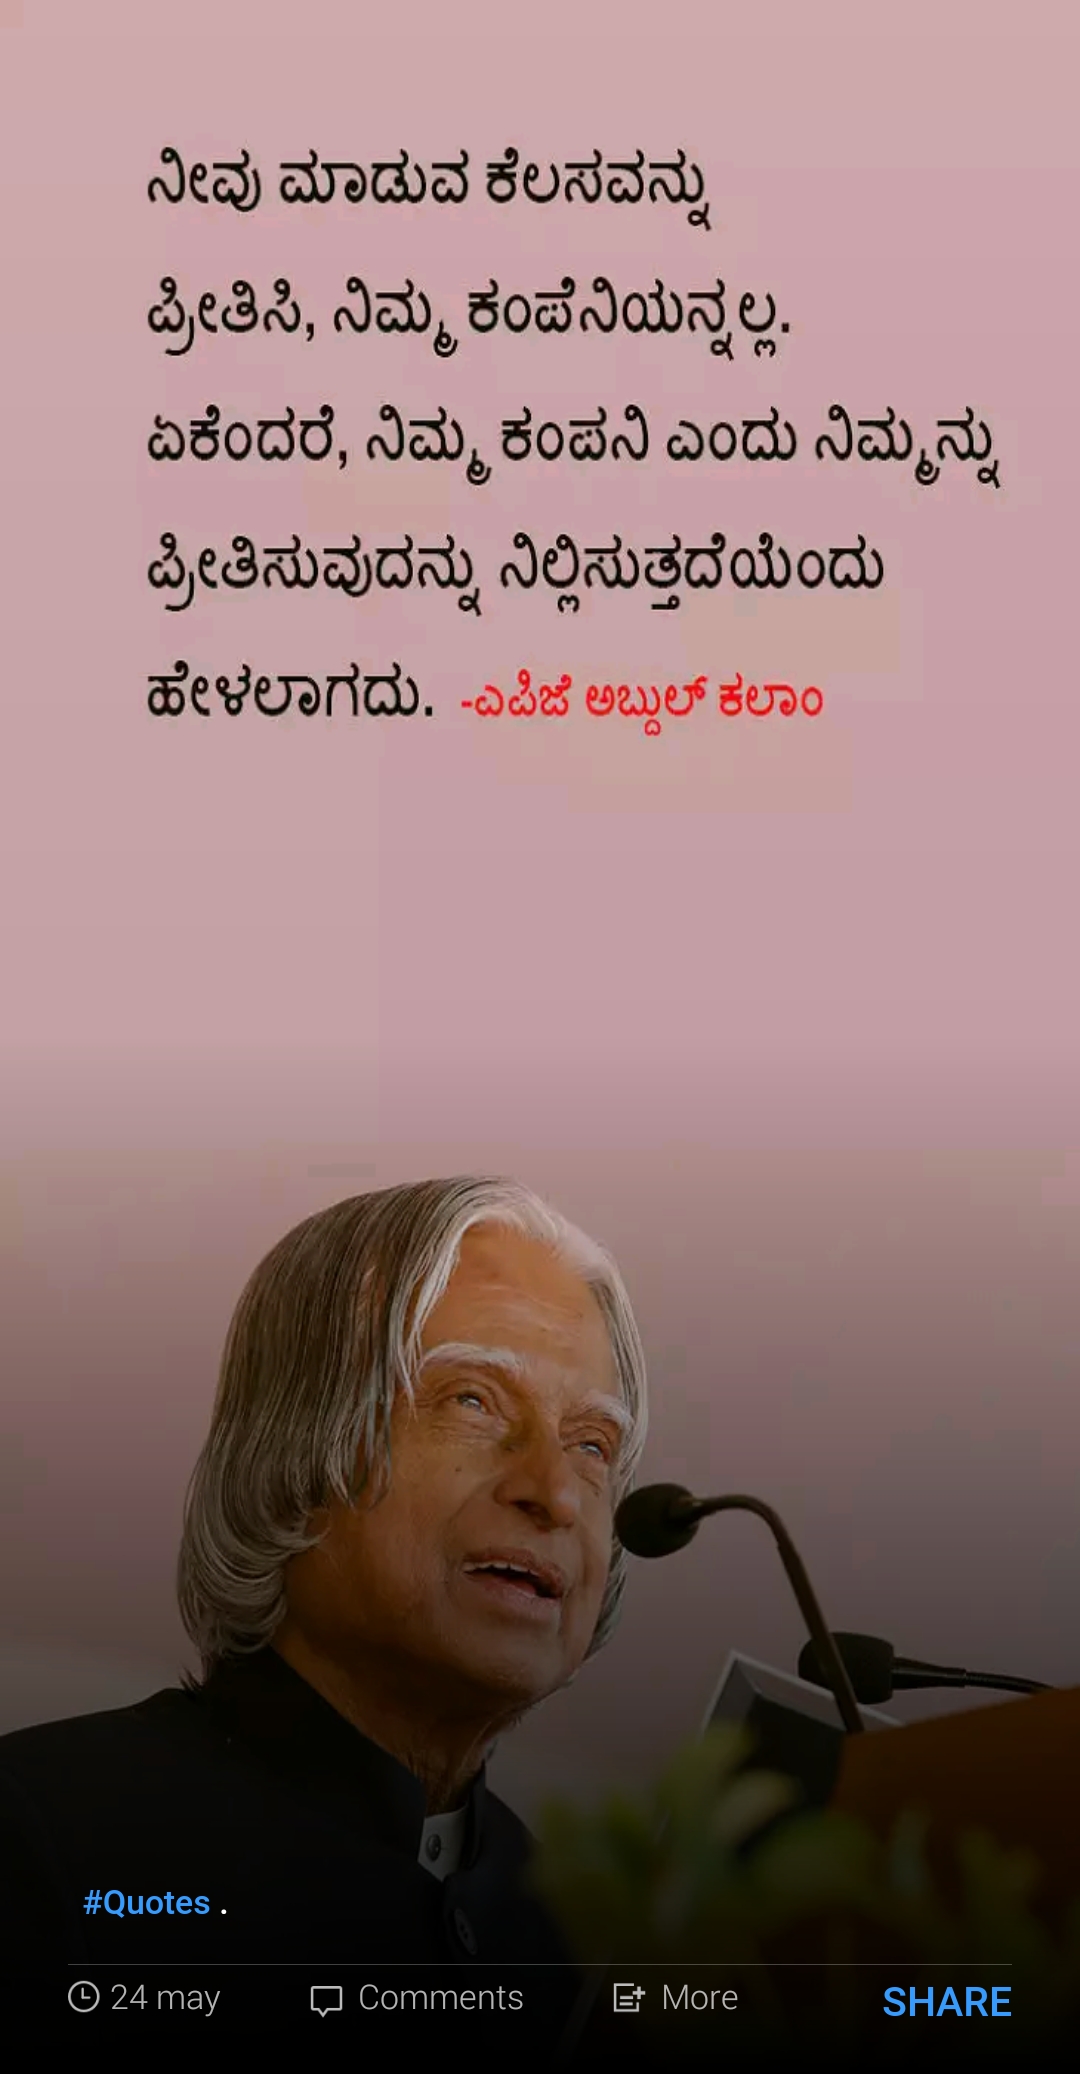 ನೀವು ಮಾಡುವ ಕೆಲಸವನ್ನು
ಪ್ರೀತಿಸಿ, ನಿಮ್ಮ ಕಂಪೆನಿಯನ್ನಲ್ಲ.
ಏಕೆಂದರೆ, ನಿಮ್ಮ ಕಂಪನಿ ಎಂದು ನಿಮ್ಮನ್ನು
ಪ್ರೀತಿಸುವುದನ್ನು ನಿಲ್ಲಿಸುತ್ತದೆಯೆಂದು
ಹೇಳಲಾಗದು. -ಎಪಿಜೆ ಅಬ್ದುಲ್ ಕಲಾಂ
#Quotes .
24 may Comments More SHARE